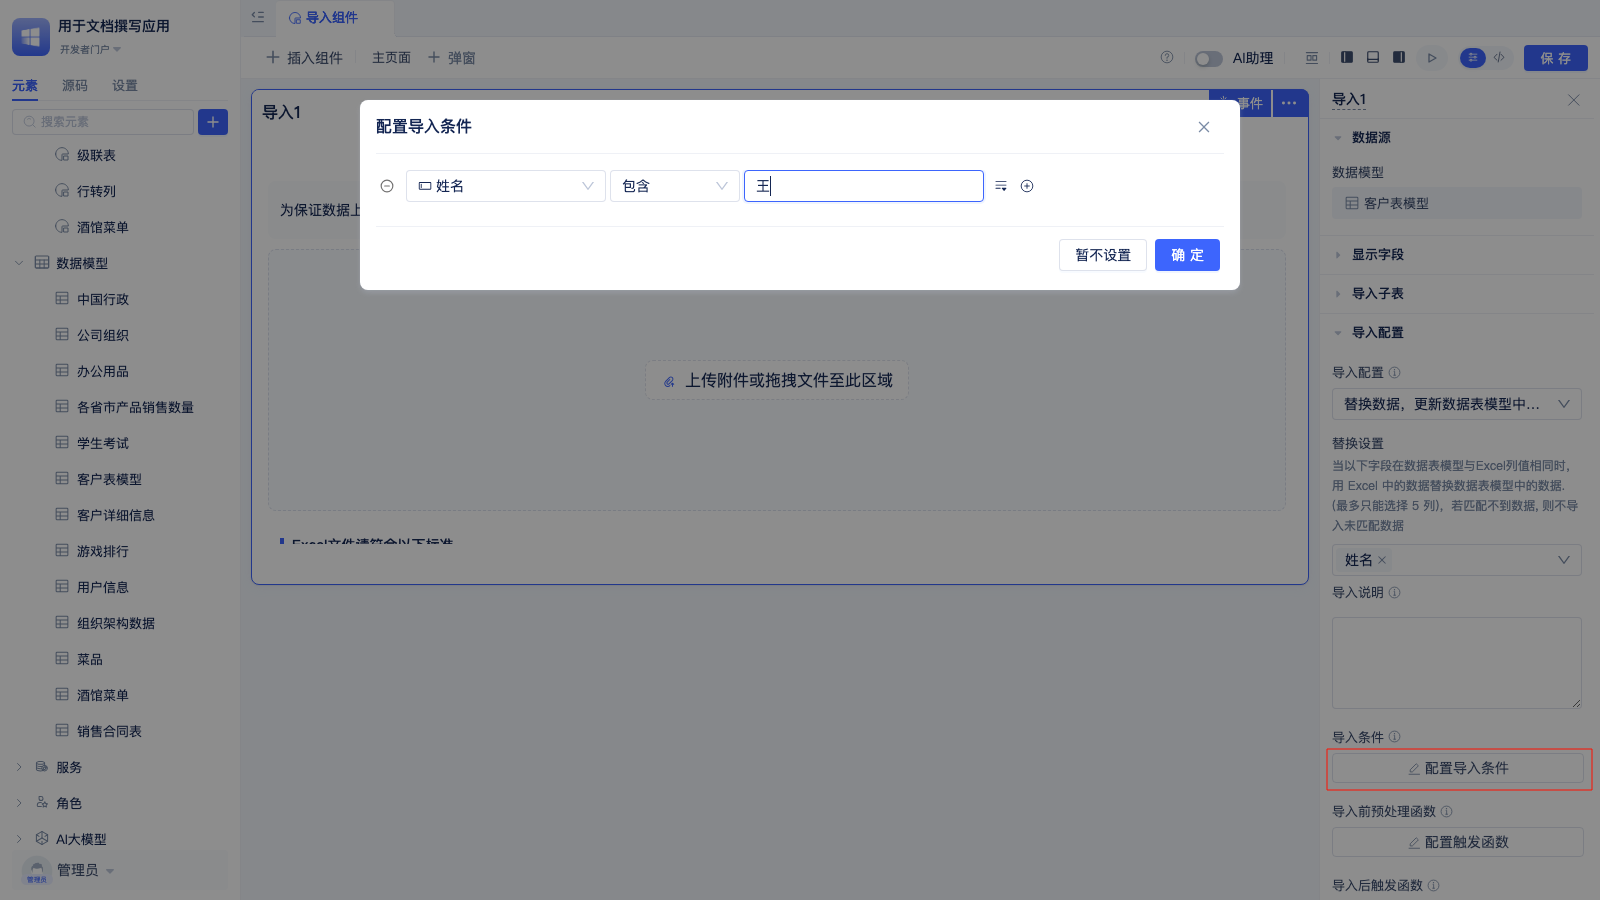 用于文档撰写应用
开发者门户
元素
源码
设置
搜索元素
级联表
行转列
酒馆菜单
数据模型
中国行政
公司组织
办公用品
各省市产品销售数量
学生考试
客户表模型
客户详细信息
游戏排行
用户信息
组织架构数据
菜品
酒馆菜单
销售合同表
服务
角色
AI大模型
管理员
管理员
导入组件
插入组件
主页面
弹窗
AI助理
保 存
导入1
事件
为保证数据上
上传附件或拖拽文件至此区域
Excel文件请符合以下标准
配置导入条件
姓名
包含
王
暂不设置
确 定
导入1
数据源
数据模型
客户表模型
显示字段
导入子表
导入配置
导入配置
替换数据，更新数据表模型中...
替换设置
当以下字段在数据表模型与Excel列值相同时，
用 Excel 中的数据替换数据表模型中的数据.
(最多只能选择 5 列)，若匹配不到数据, 则不导
入未匹配数据
姓名
导入说明
导入条件
配置导入条件
导入前预处理函数
配置触发函数
导入后触发函数